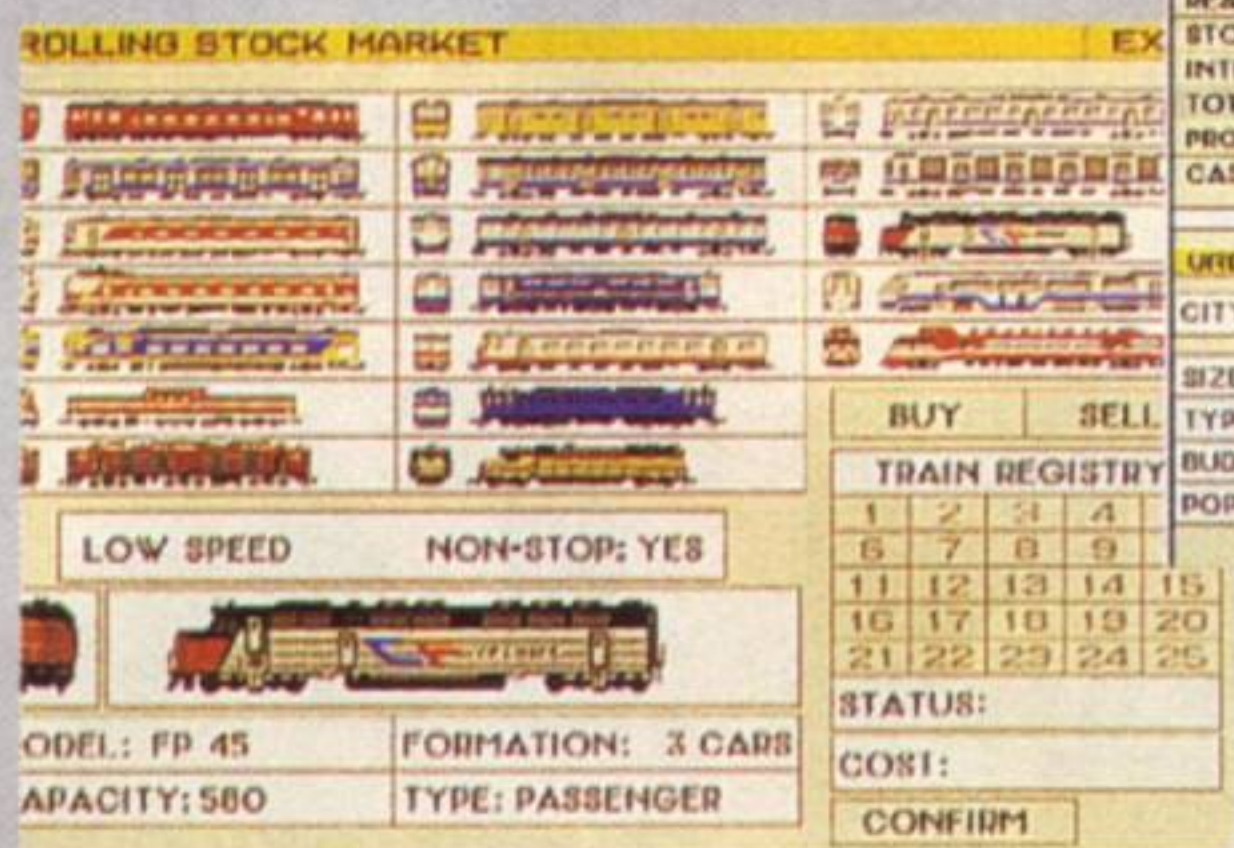 ROLLING STOCK MARKET EX
BUY SELL
TRAIN REGISTRY
1 2 3 4
6 7 8 9
11 12 13 14 15
16 17 18 19 20
21 22 23 24 25
STATUS:
COST:
CONFIRM
LOW SPEED NON-STOP: YES
ODEL: FP 45
FORMATION: 3 CARS
APACITY: 580
TYPE: PASSENGER
STO
INT
TOT
PRO
CAS
URB
CITY
SIZE
TYP
BUD
POP